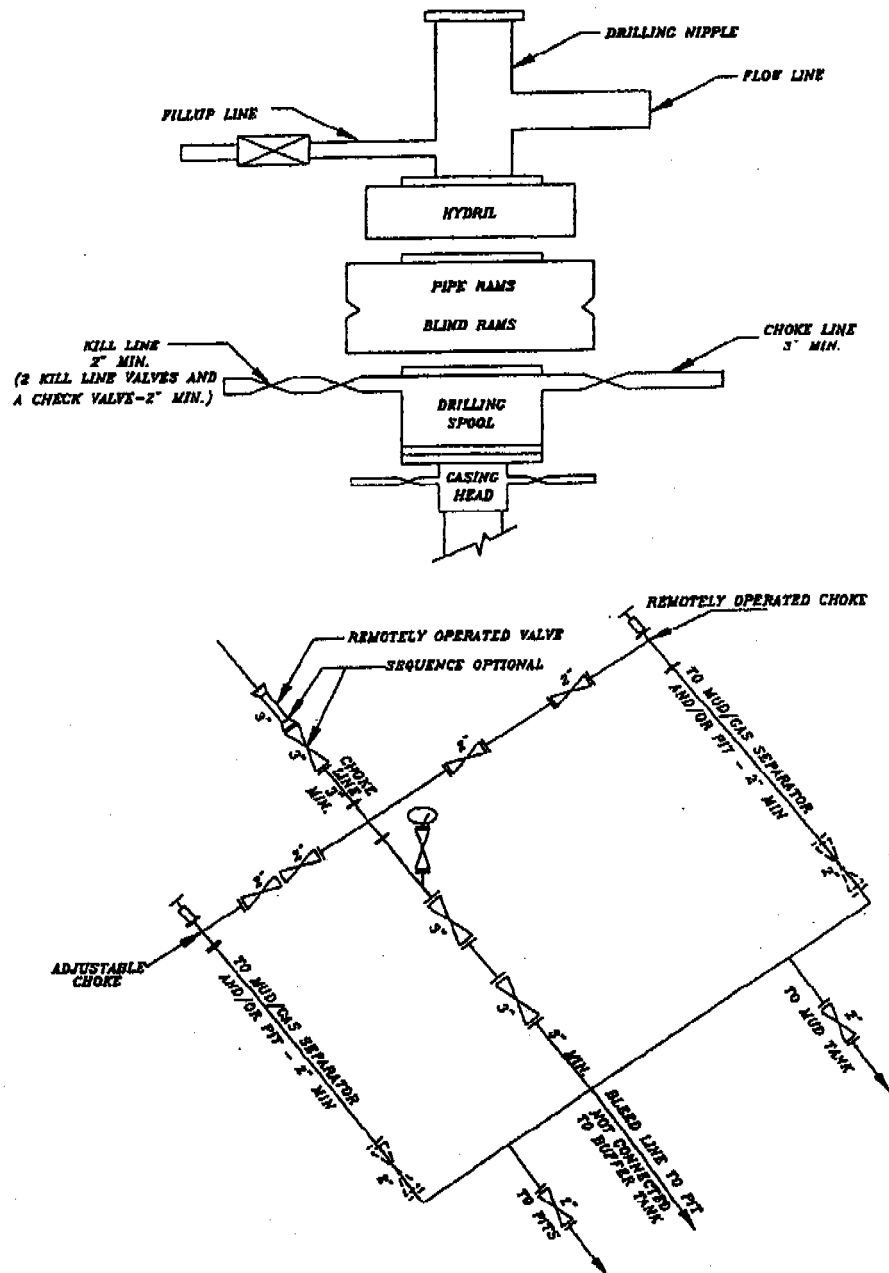 DRILLING NIPPLE
FLOW LINE
FILLUP LINE
HYDRIL
PIPE RAMS
BLIND RAMS
KILL LINE
2" MIN.
(2 KILL LINE VALVES AND
A CHECK VALVE-2" MIN.)
CHOKE LINE
3" MIN.
DRILLING
SPOOL
CASING
HEAD
REMOTELY OPERATED CHOKE
REMOTELY OPERATED VALVE
SEQUENCE OPTIONAL
3"
3"
CHOKE
LINE
3"
MIN.
2"
2"
TO MUD/GAS SEPARATOR
AND/OR PIT - 2" MIN
2"
2"
2"
3"
3"
3" MIN.
ADJUSTABLE
CHOKE
TO MUD/GAS SEPARATOR
AND/OR PIT - 2" MIN
2"
TO MUD TANK
2"
BLEED LINE TO PIT
NOT CONNECTED
TO BUFFER TANK
TO PITS
2"